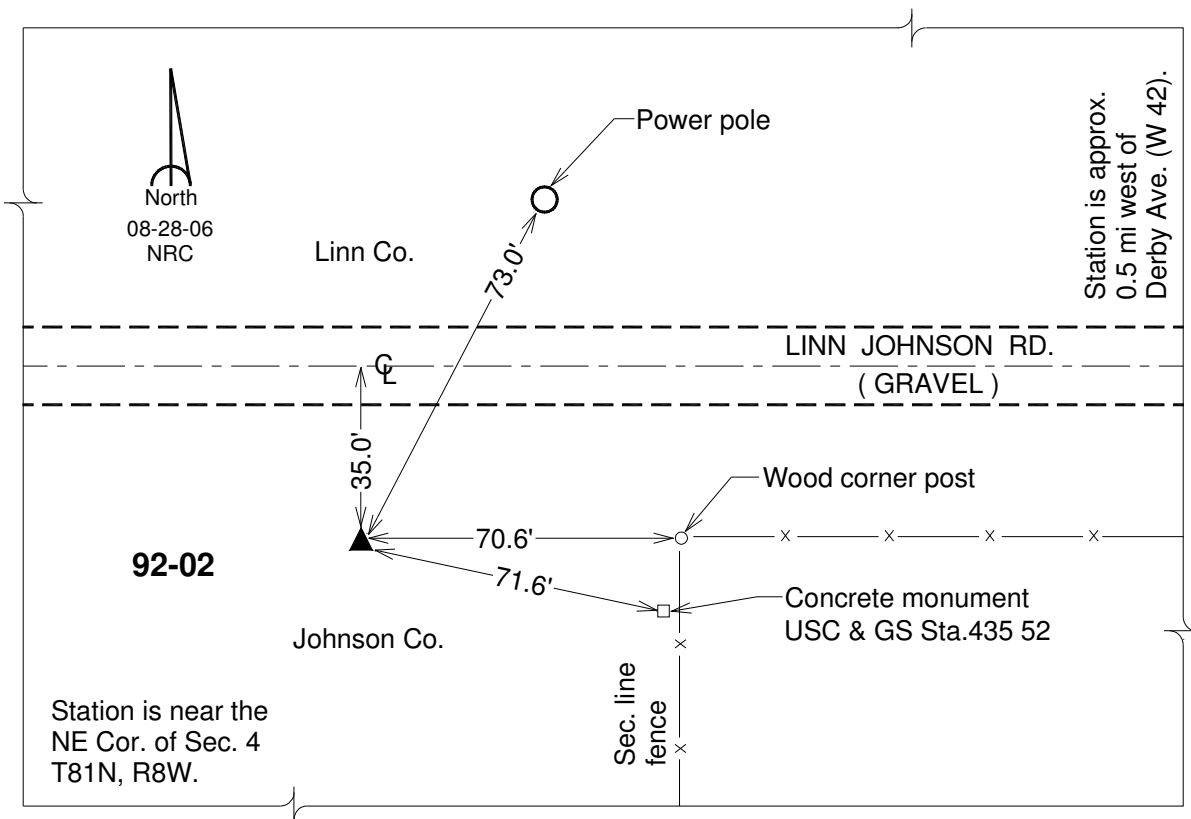 Power pole
Station is approx.
0.5 mi west of
Derby Ave. (W 42).
North
08-28-06
NRC
Linn Co.
73.0'
LINN JOHNSON RD.
( GRAVEL )
CL
35.0'
Wood corner post
70.6'
92-02
71.6'
Concrete monument
USC & GS Sta.435 52
Johnson Co.
Sec. line
fence
Station is near the
NE Cor. of Sec. 4
T81N, R8W.